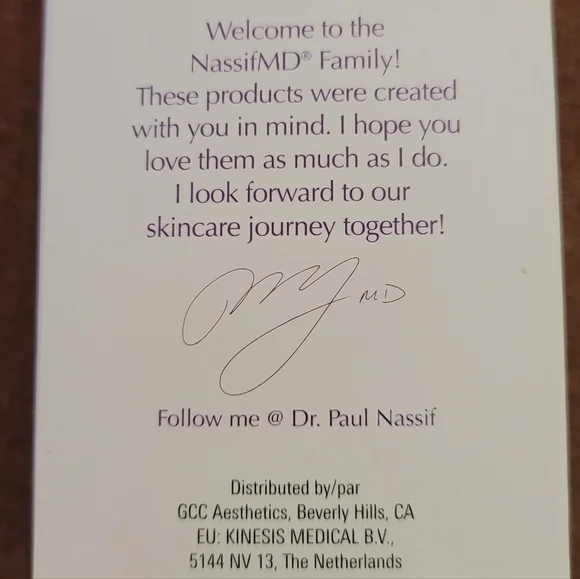 Welcome to the
NassifMD® Family!
These products were created
with you in mind. I hope you
love them as much as I do.
I look forward to our
skincare journey together!
MD
Follow me @ Dr. Paul Nassif
Distributed by/par
GCC Aesthetics, Beverly Hills, CA
EU: KINESIS MEDICAL B.V.,
5144 NV 13, The Netherlands